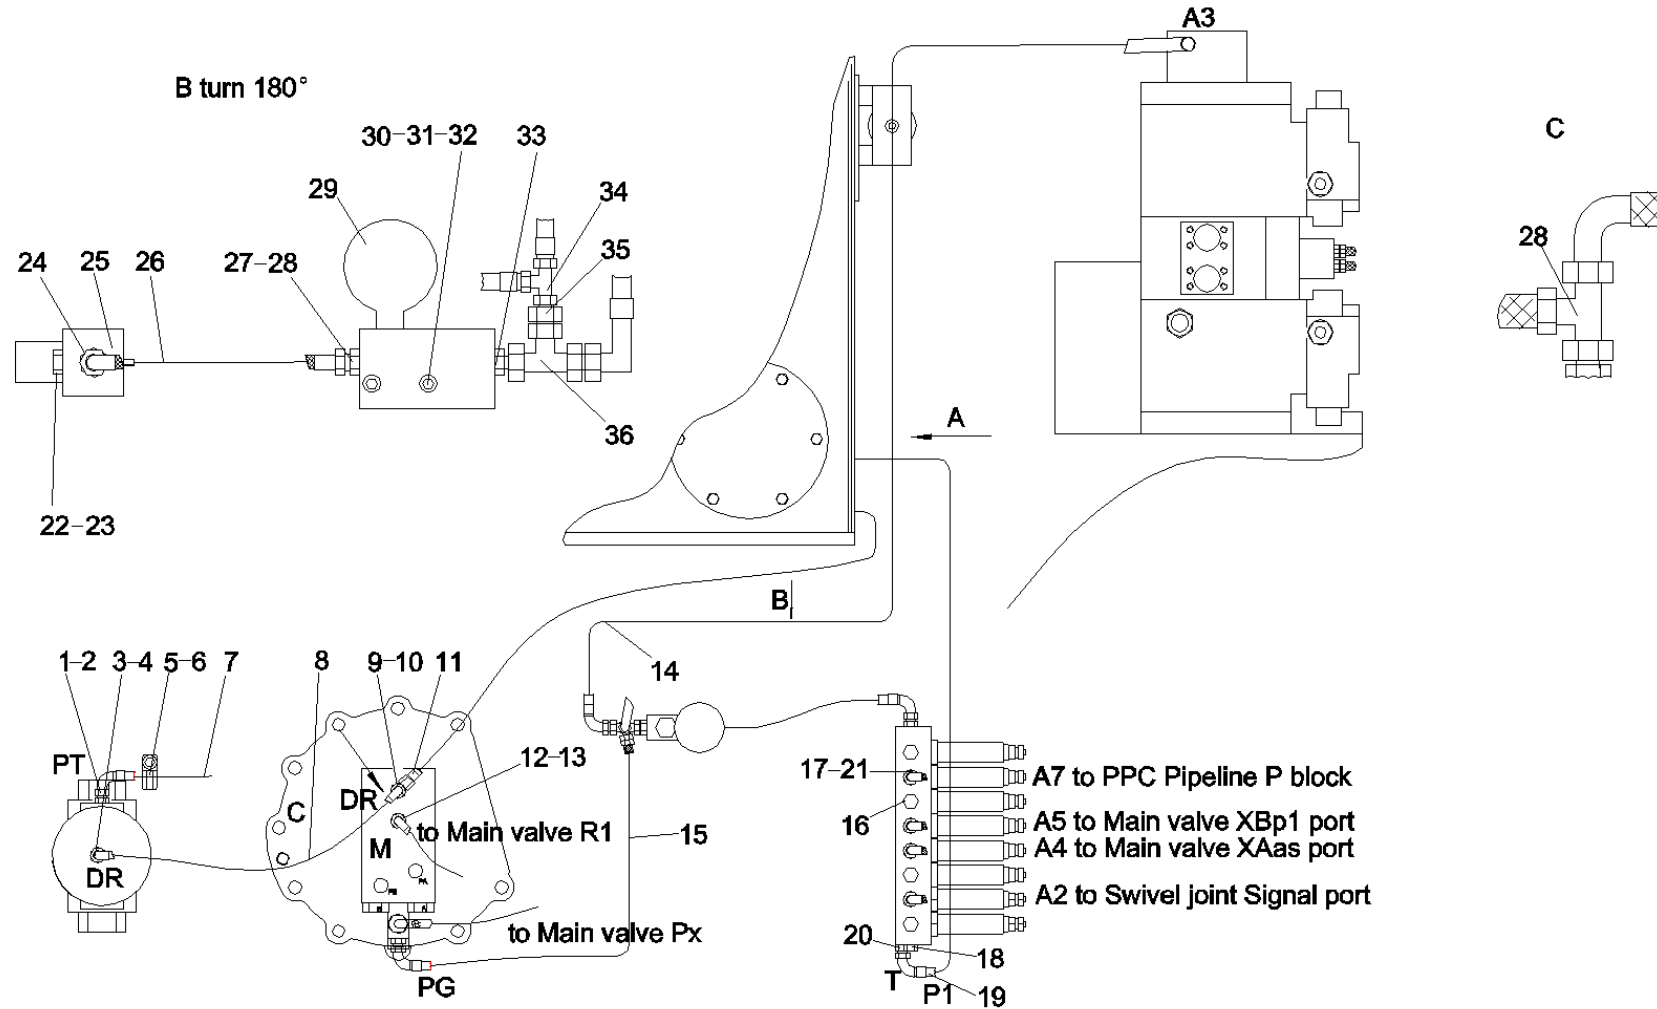 A3
B turn 180°
C
30-31-32
33
29
34
28
35
24
25
26
27-28
A
36
22-23
B
1-2
3-4
5-6
7
8
9-10
11
14
12-13
PT
17-21
A7 to PPC Pipeline P block
DR
C
16
A5 to Main valve XBp1 port
to Main valve R1
15
M
A4 to Main valve XAas port
DR
A2 to Swivel joint Signal port
to Main valve Px
20
18
T
PG
P1
19